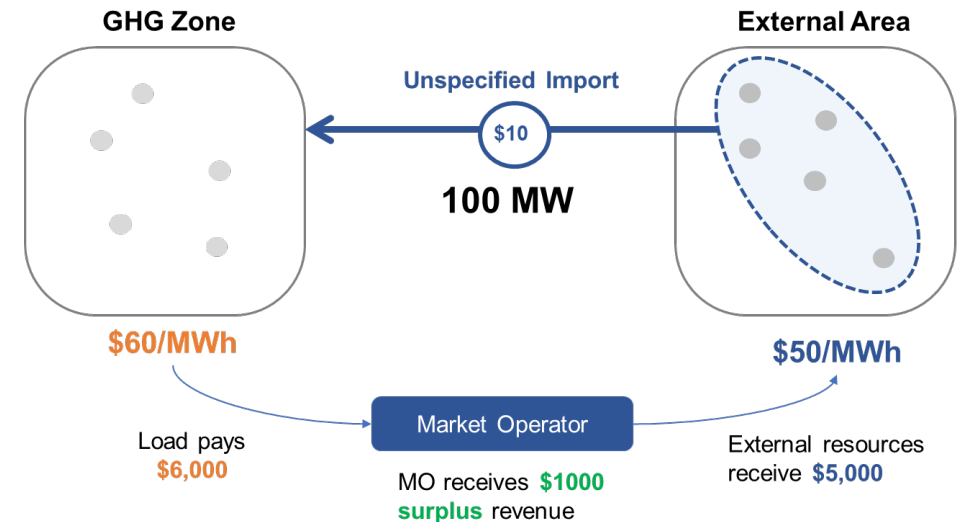 GHG Zone
External Area
Unspecified Import
$10
100 MW
$60/MWh
$50/MWh
Load pays
$6,000
Market Operator
External resources
receive $5,000
MO receives $1000
surplus revenue